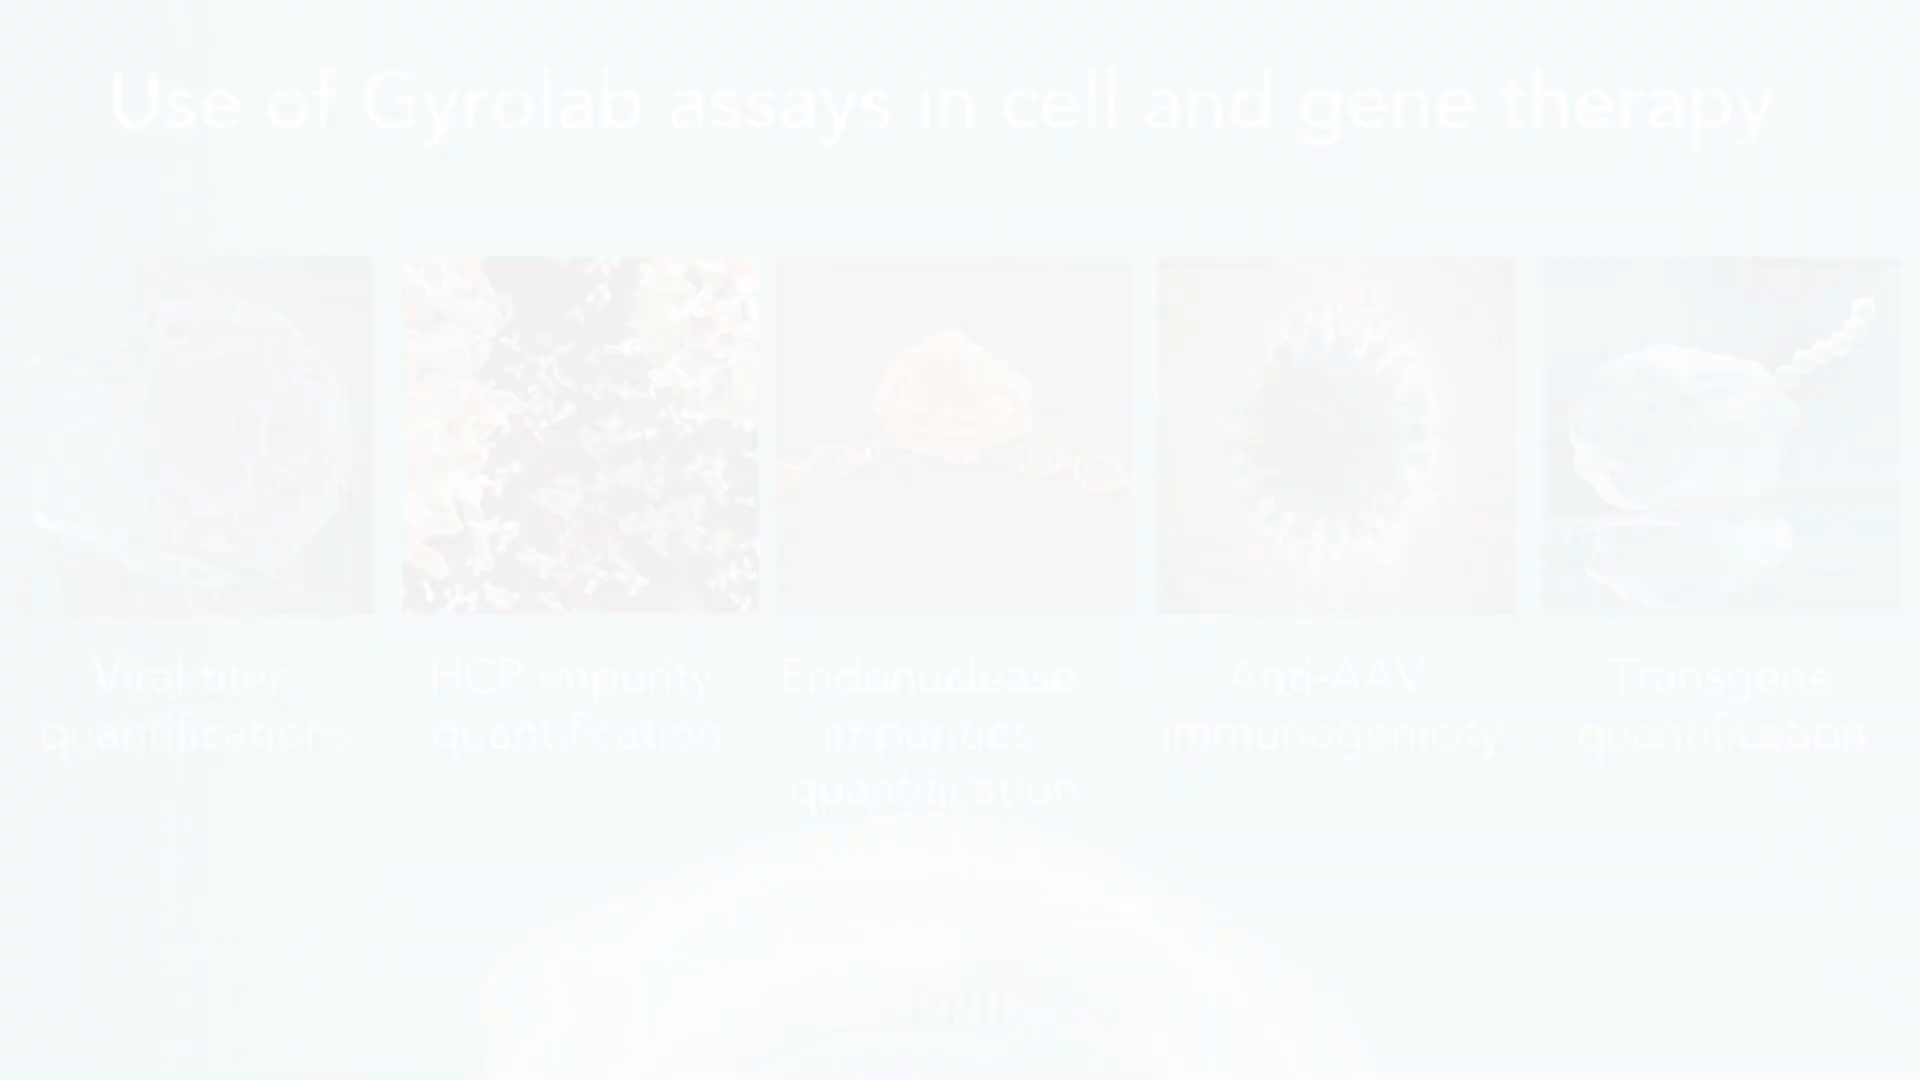 Use of Gyrolab assays in cell and gene therapy
Viral titer
quantifications
HCP impurity
quantification
Endonuclease
impurities
quantification
Anti-AAV
immunogenicity
Transgene
quantification